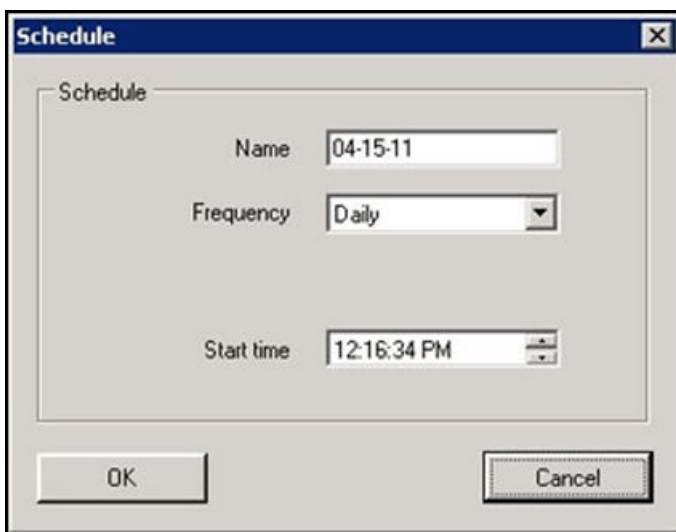 Schedule
Schedule
Name 04-15-11
Frequency Daily
Start time 12:16:34 PM
OK Cancel